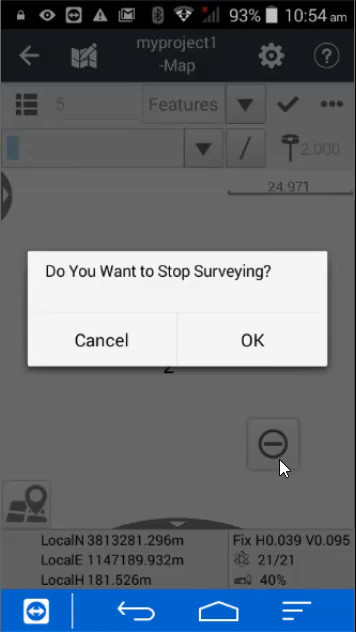 93% 10:54 am
myproject1
-Map
5 Features
2.000
24.971
Do You Want to Stop Surveying?
Cancel OK
2
LocalN 3813281.296m Fix H0.039 V0.095
LocalE 1147189.932m 21/21
LocalH 181.526m 40%